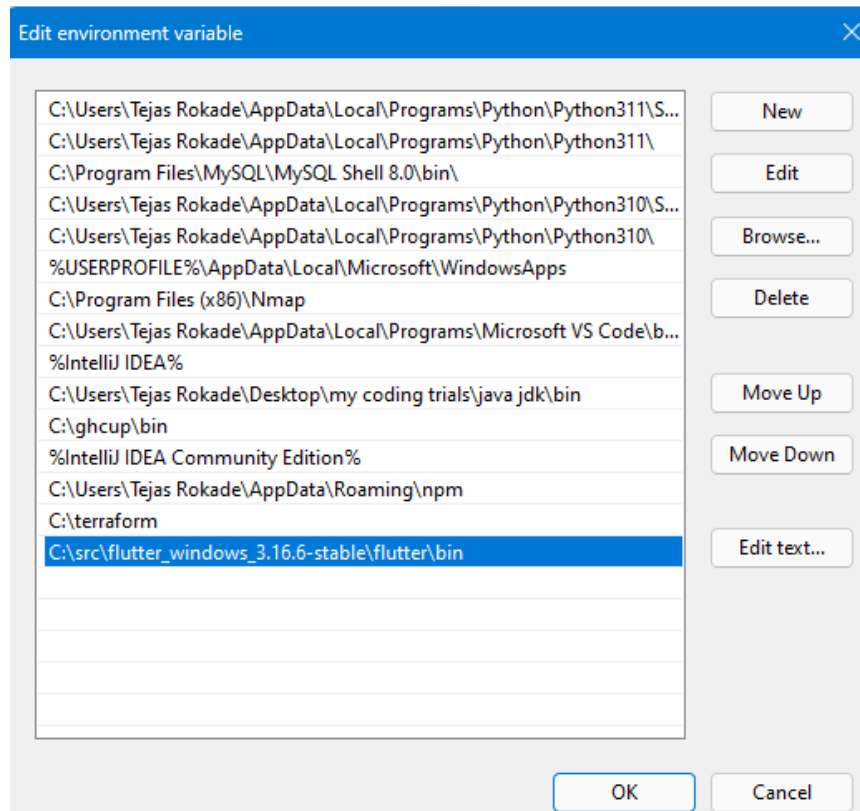 Edit environment variable
C:\Users\Tejas Rokade\AppData\Local\Programs\Python\Python311\S...
C:\Users\Tejas Rokade\AppData\Local\Programs\Python\Python311\
C:\Program Files\MySQL\MySQL Shell 8.0\bin\
C:\Users\Tejas Rokade\AppData\Local\Programs\Python\Python310\S...
C:\Users\Tejas Rokade\AppData\Local\Programs\Python\Python310\
%USERPROFILE%\AppData\Local\Microsoft\WindowsApps
C:\Program Files (x86)\Nmap
C:\Users\Tejas Rokade\AppData\Local\Programs\Microsoft VS Code\b...
%IntelliJ IDEA%
C:\Users\Tejas Rokade\Desktop\my coding trials\java jdk\bin
C:\ghcup\bin
%IntelliJ IDEA Community Edition%
C:\Users\Tejas Rokade\AppData\Roaming\npm
C:\terraform
C:\src\flutter_windows_3.16.6-stable\flutter\bin
New
Edit
Browse...
Delete
Move Up
Move Down
Edit text...
OK
Cancel